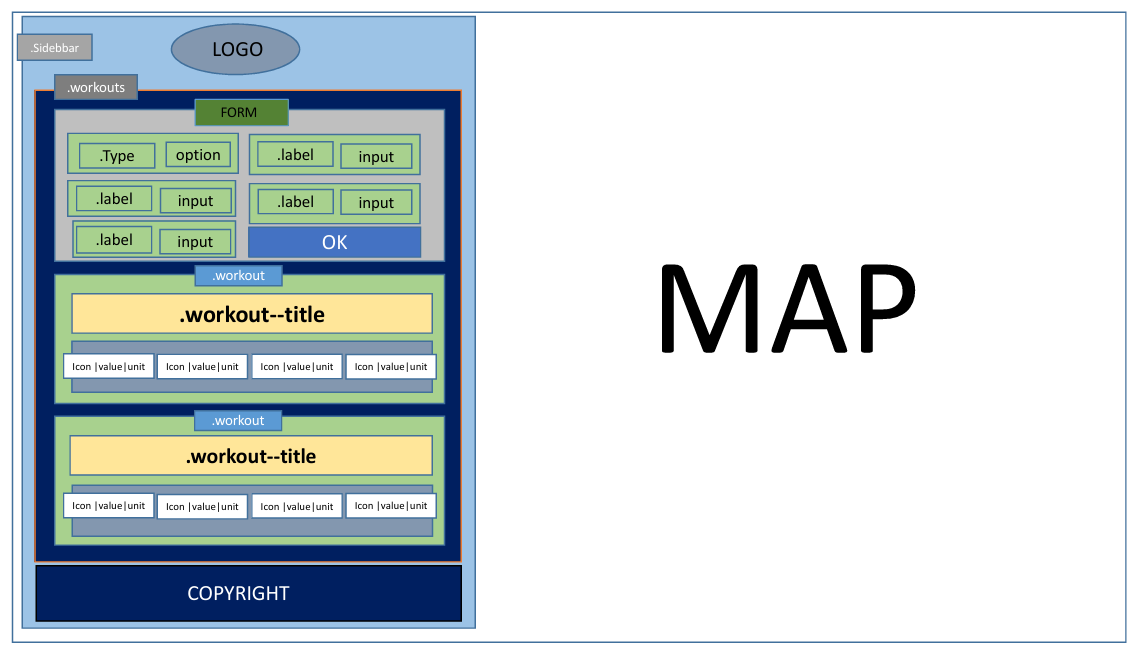 .Sidebbar
LOGO
.workouts
FORM
.Type option
.label input
.label input
.label input
.label input
OK
.workout
.workout--title
Icon |value|unit Icon |value|unit Icon |value|unit Icon |value|unit
.workout
.workout--title
Icon |value|unit Icon |value|unit Icon |value|unit Icon |value|unit
COPYRIGHT
MAP